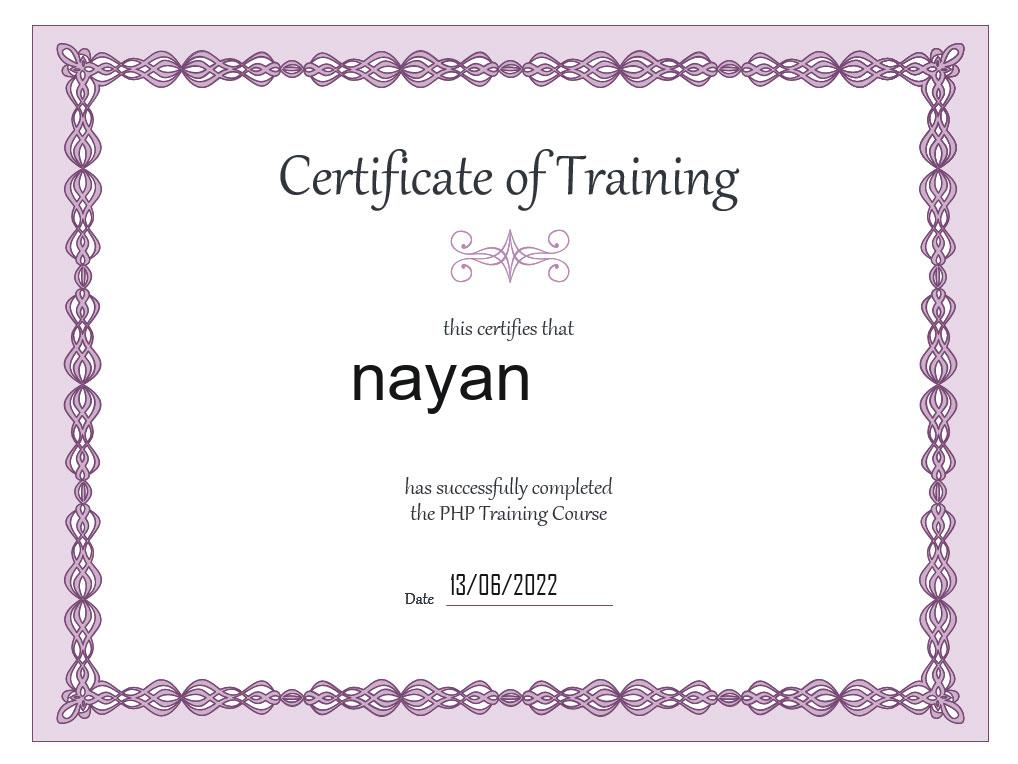 Certificate of Training
this certifies that
nayan
has successfully completed
the PHP Training Course
Date 13/06/2022